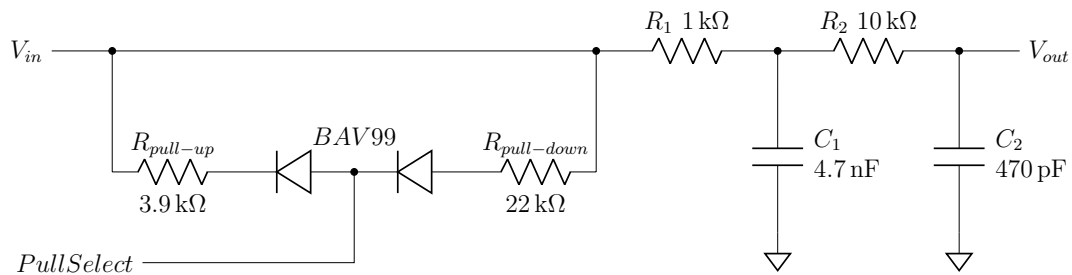 R1 1 kΩ
R2 10 kΩ
Vin
Vout
Rpull−up
BAV99
Rpull−down
C1
4.7 nF
C2
470 pF
3.9 kΩ
22 kΩ
PullSelect